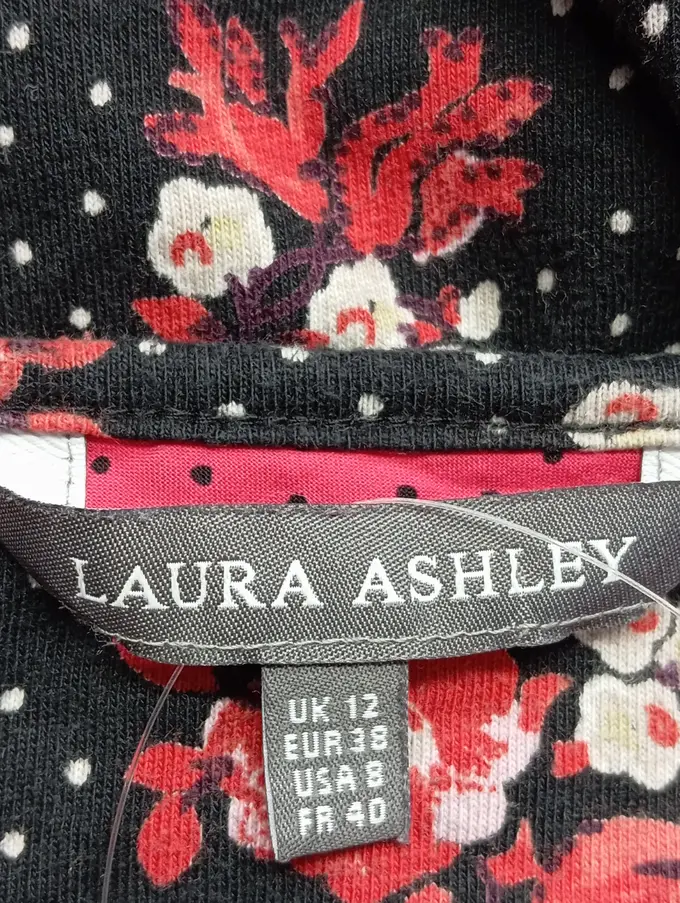 LAURA ASHLEY
UK 12
EUR 38
USA 8
FR 40